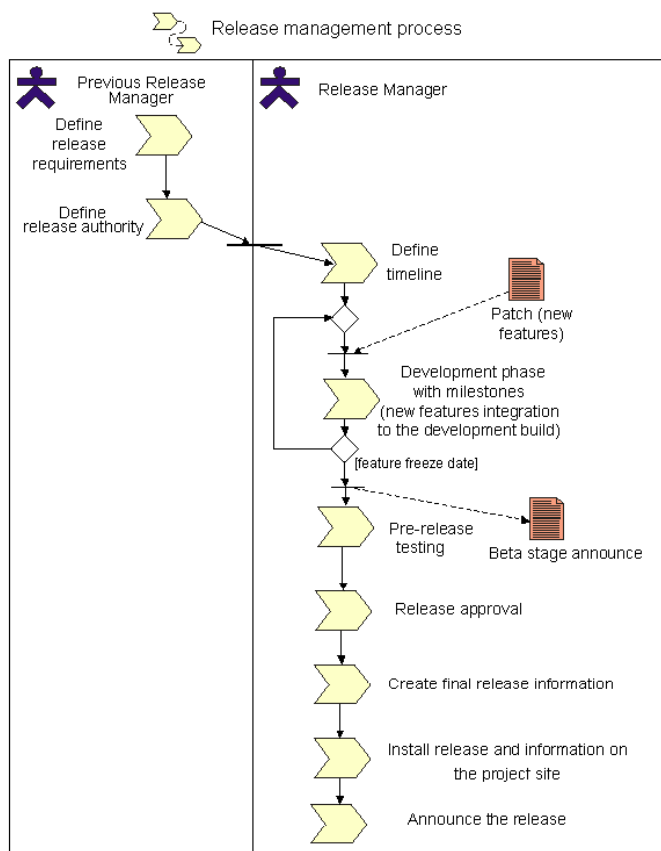 Release management process
Previous Release
Manager
Release Manager
Define
release
requirements
Define
release authority
Define
timeline
Patch (new
features)
Development phase
with milestones
(new features integration
to the development build)
[feature freeze date]
Pre-release
testing
Beta stage announce
Release approval
Create final release information
Install release and information on
the project site
Announce the release